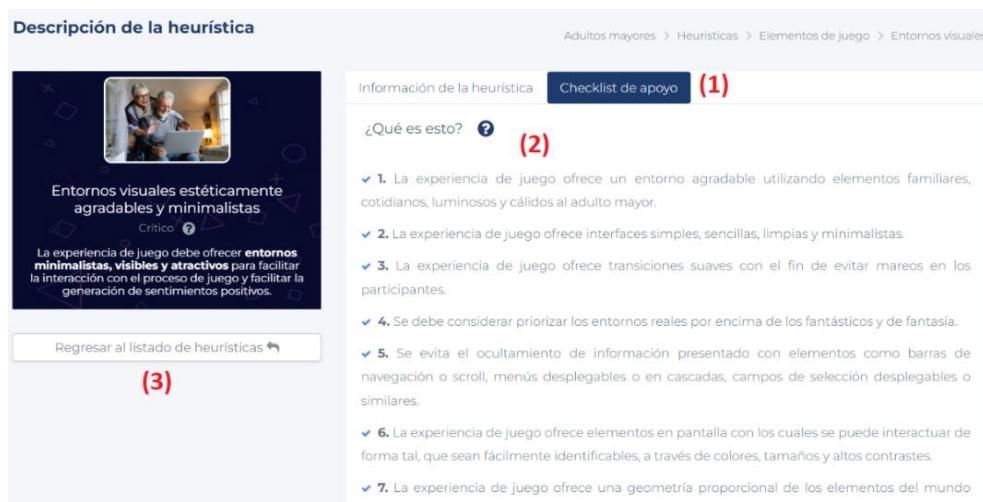 Descripción de la heurística
Adultos mayores > Heuristicas > Elementos de juego > Entornos visuales
Entornos visuales estéticamente
agradables y minimalistas
Crítico ?
La experiencia de juego debe ofrecer entornos
minimalistas, visibles y atractivos para facilitar
la interacción con el proceso de juego y facilitar la
generación de sentimientos positivos.
Regresar al listado de heurísticas
(3)
Información de la heurística
Checklist de apoyo
(1)
¿Qué es esto? ?
(2)
1. La experiencia de juego ofrece un entorno agradable utilizando elementos familiares,
cotidianos, luminosos y cálidos al adulto mayor.
2. La experiencia de juego ofrece interfaces simples, sencillas, limpias y minimalistas.
3. La experiencia de juego ofrece transiciones suaves con el fin de evitar mareos en los
participantes.
4. Se debe considerar priorizar los entornos reales por encima de los fantásticos y de fantasía.
5. Se evita el ocultamiento de información presentado con elementos como barras de
navegación o scroll, menús desplegables o en cascadas, campos de selección desplegables o
similares.
6. La experiencia de juego ofrece elementos en pantalla con los cuales se puede interactuar de
forma tal, que sean fácilmente identificables, a través de colores, tamaños y altos contrastes.
7. La experiencia de juego ofrece una geometría proporcional de los elementos del mundo